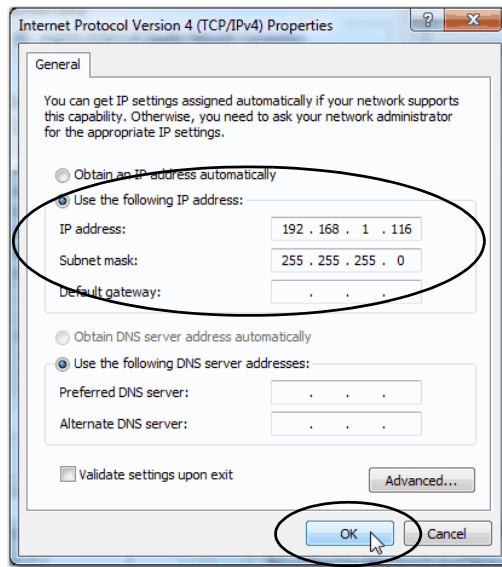 Internet Protocol Version 4 (TCP/IPv4) Properties
?
X
General
You can get IP settings assigned automatically if your network supports
this capability. Otherwise, you need to ask your network administrator
for the appropriate IP settings.
Obtain an IP address automatically
Use the following IP address:
IP address: 192 . 168 . 1 . 116
Subnet mask: 255 . 255 . 255 . 0
Default gateway: . . .
Obtain DNS server address automatically
Use the following DNS server addresses:
Preferred DNS server: . . .
Alternate DNS server: . . .
Validate settings upon exit
Advanced...
OK Cancel